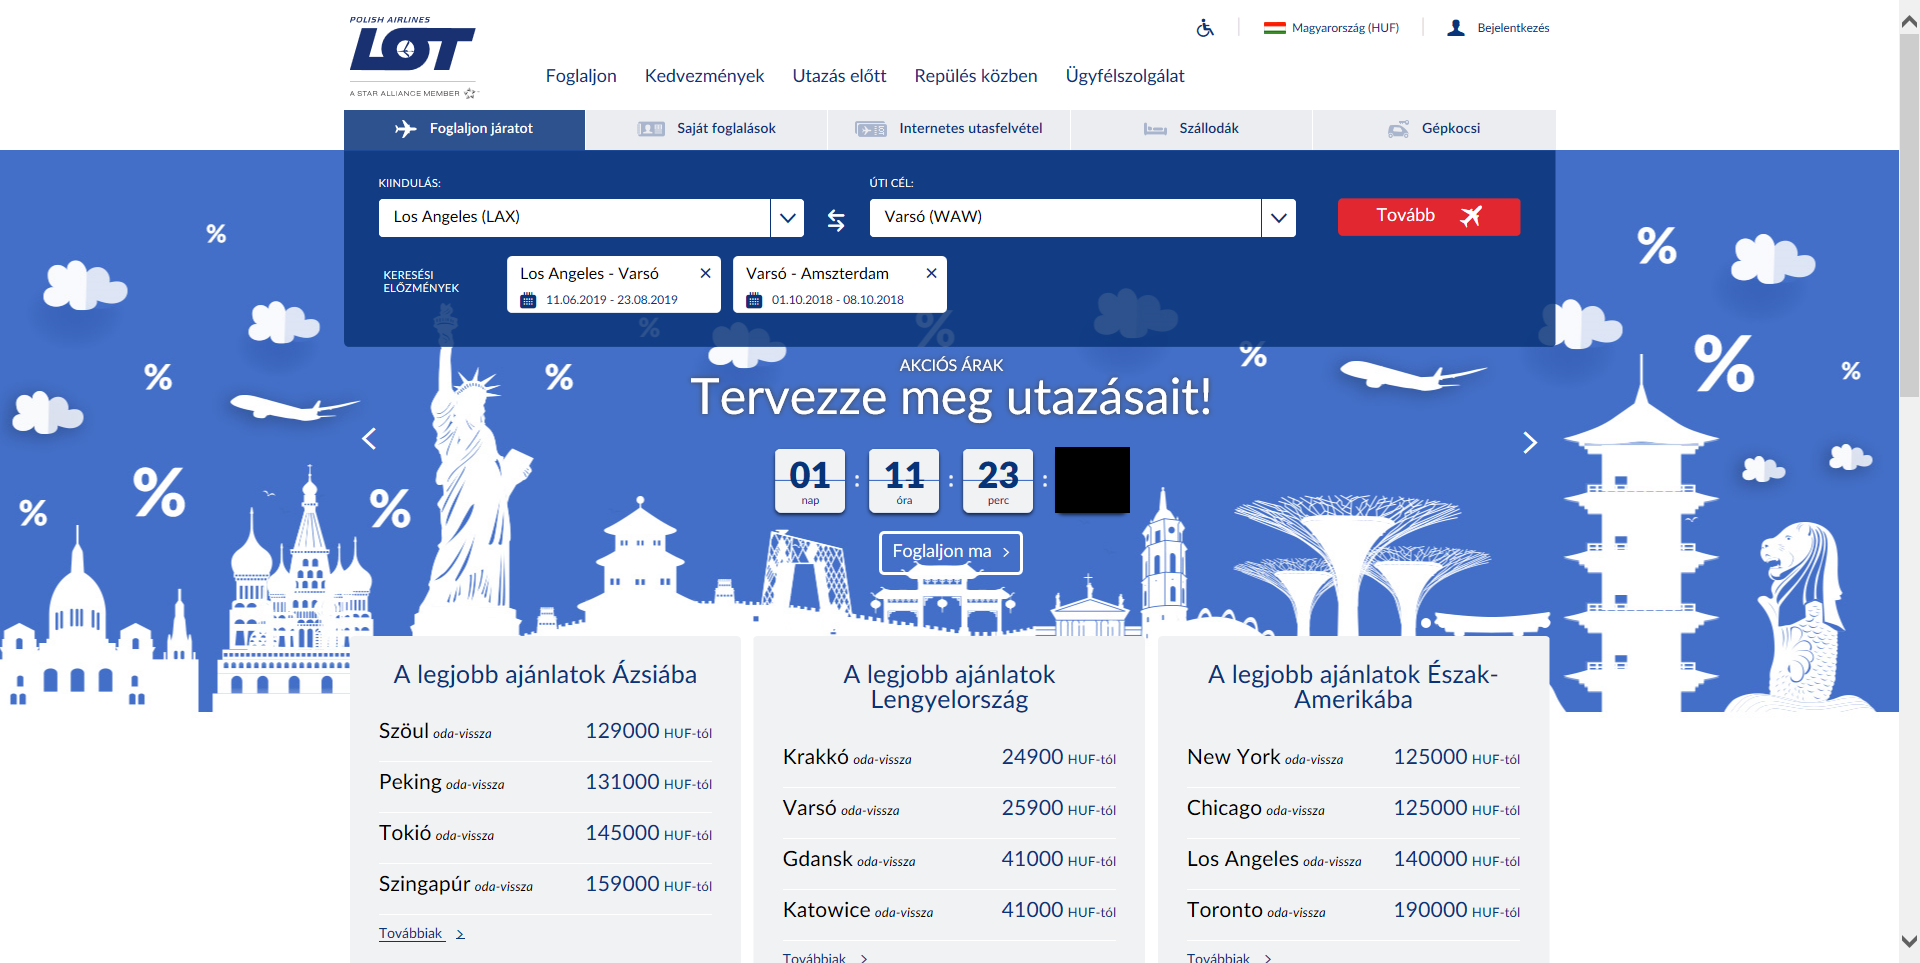 POLISH AIRLINES
LOT
A STAR ALLIANCE MEMBER
Magyarország (HUF)
Bejelentkezés
Foglaljon
Kedvezmények
Utazás előtt
Repülés közben
Ügyfélszolgálat
Foglaljon járatot
Saját foglalások
Internetes utasfelvétel
Szállodák
Gépkocsi
KIINDULÁS:
Los Angeles (LAX)
ÚTI CÉL:
Varsó (WAW)
Tovább
KERESÉSI
ELŐZMÉNYEK
Los Angeles - Varsó
11.06.2019 - 23.08.2019
Varsó - Amszterdam
01.10.2018 - 08.10.2018
AKCIÓS ÁRAK
Tervezze meg utazásait!
01 : 11 : 23 :
nap óra perc
Foglaljon ma
% % % % % % % % % % %
A legjobb ajánlatok Ázsiába
Szöul oda-vissza 129000 HUF-tól
Peking oda-vissza 131000 HUF-tól
Tokió oda-vissza 145000 HUF-tól
Szingapúr oda-vissza 159000 HUF-tól
Továbbiak
A legjobb ajánlatok
Lengyelország
Krakkó oda-vissza 24900 HUF-tól
Varsó oda-vissza 25900 HUF-tól
Gdansk oda-vissza 41000 HUF-tól
Katowice oda-vissza 41000 HUF-tól
Továbbiak
A legjobb ajánlatok Észak-
Amerikába
New York oda-vissza 125000 HUF-tól
Chicago oda-vissza 125000 HUF-tól
Los Angeles oda-vissza 140000 HUF-tól
Toronto oda-vissza 190000 HUF-tól
Továbbiak